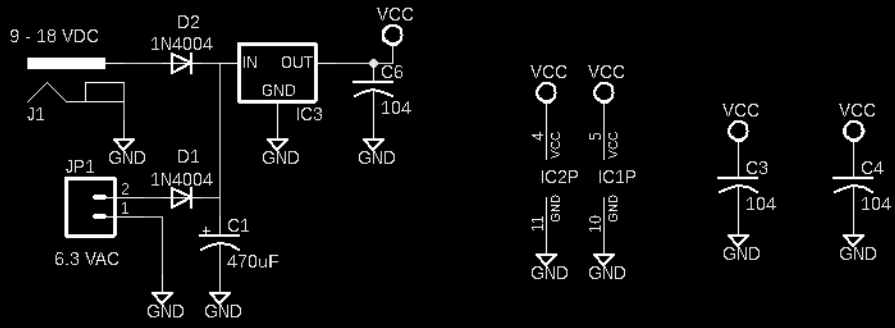 9 - 18 VDC
J1
GND
D2
1N4004
IN OUT
GND
IC3
GND
VCC
C6
104
GND
JP1
2
1
6.3 VAC
D1
1N4004
C1
+
470uF
GND
GND
VCC
4
VCC
IC2P
11
GND
GND
VCC
5
VCC
IC1P
10
GND
GND
VCC
C3
104
GND
VCC
C4
104
GND